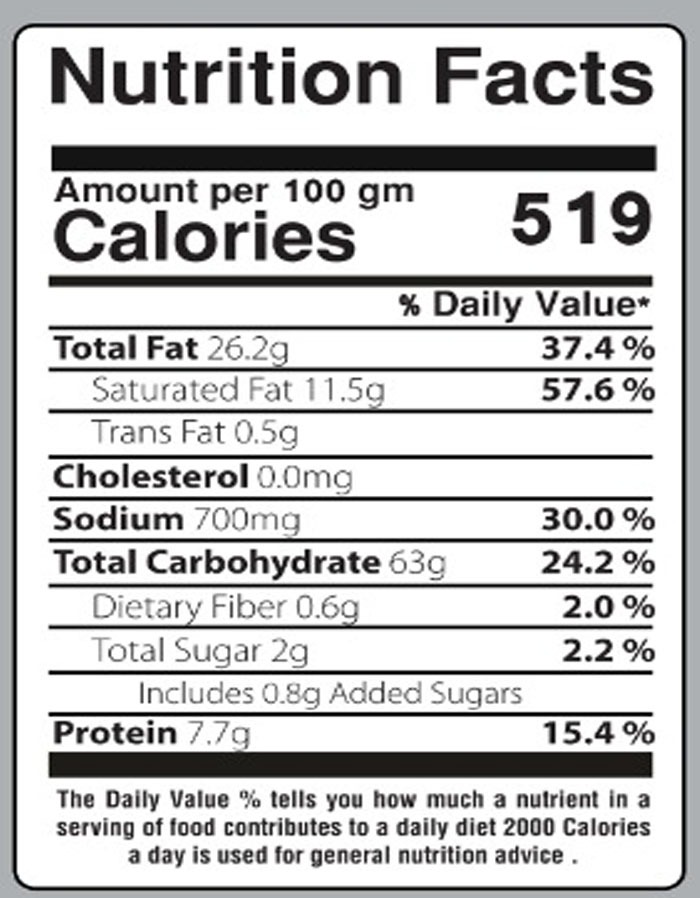 Nutrition Facts
Amount per 100 gm
Calories 519
% Daily Value*
Total Fat 26.2g 37.4 %
Saturated Fat 11.5g 57.6 %
Trans Fat 0.5g
Cholesterol 0.0mg
Sodium 700mg 30.0 %
Total Carbohydrate 63g 24.2 %
Dietary Fiber 0.6g 2.0 %
Total Sugar 2g 2.2 %
Includes 0.8g Added Sugars
Protein 7.7g 15.4 %
The Daily Value % tells you how much a nutrient in a
serving of food contributes to a daily diet 2000 Calories
a day is used for general nutrition advice .